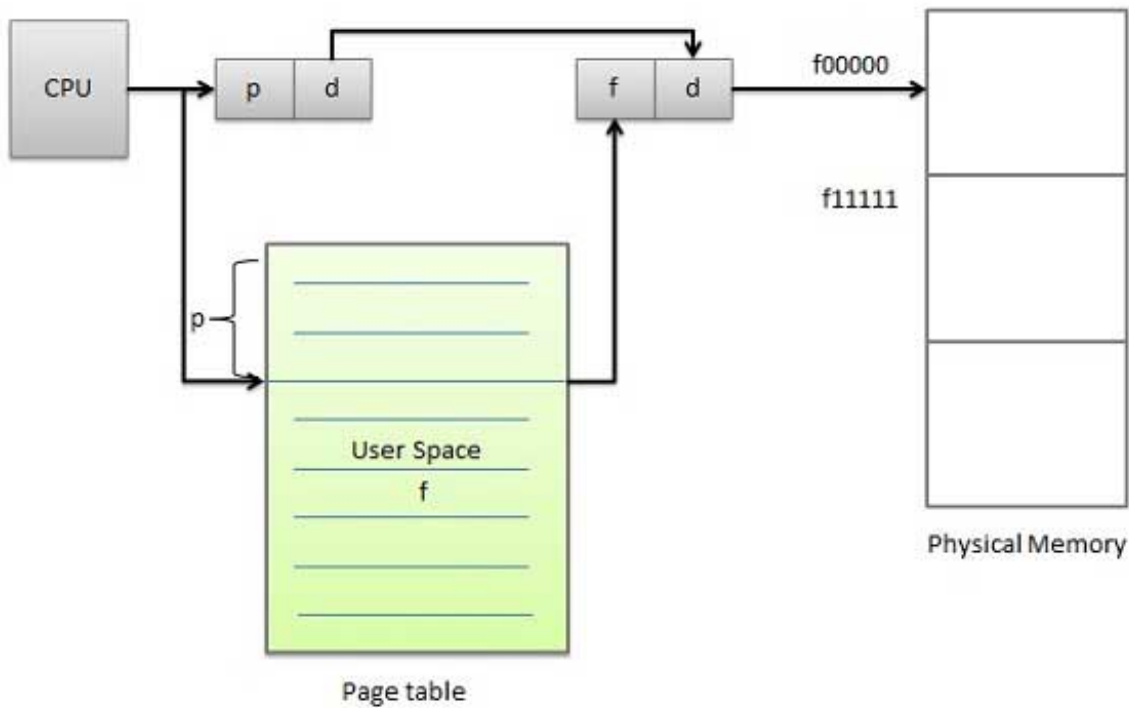 CPU
p
d
f
d
f00000
f11111
p
User Space
f
Physical Memory
Page table